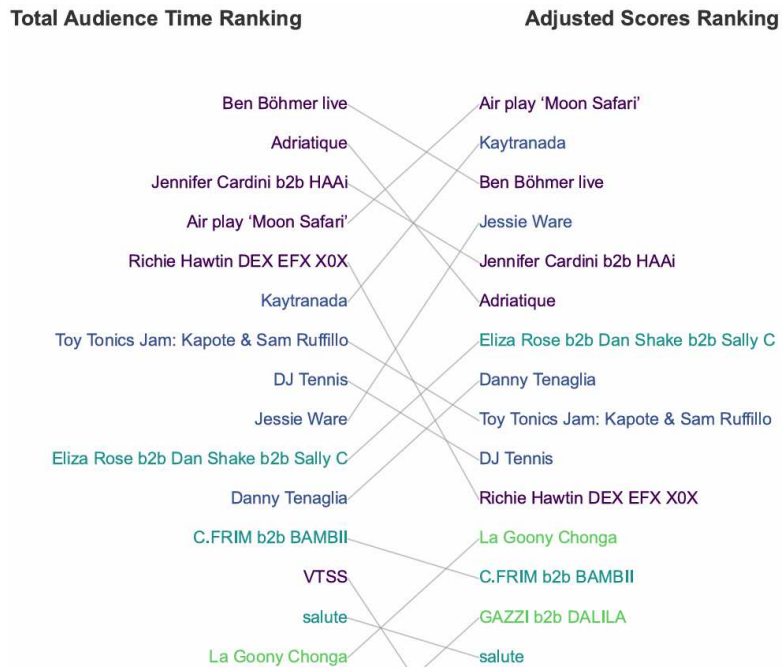 Total Audience Time Ranking
Adjusted Scores Ranking
Ben Böhmer live
Air play ‘Moon Safari’
Adriatique
Kaytranada
Jennifer Cardini b2b HAAi
Ben Böhmer live
Air play ‘Moon Safari’
Jessie Ware
Richie Hawtin DEX EFX X0X
Jennifer Cardini b2b HAAi
Kaytranada
Adriatique
Toy Tonics Jam: Kapote & Sam Ruffillo
Eliza Rose b2b Dan Shake b2b Sally C
DJ Tennis
Danny Tenaglia
Jessie Ware
Toy Tonics Jam: Kapote & Sam Ruffillo
Eliza Rose b2b Dan Shake b2b Sally C
DJ Tennis
Danny Tenaglia
Richie Hawtin DEX EFX X0X
C.FRIM b2b BAMBII
La Goony Chonga
VTSS
C.FRIM b2b BAMBII
salute
GAZZI b2b DALILA
La Goony Chonga
salute